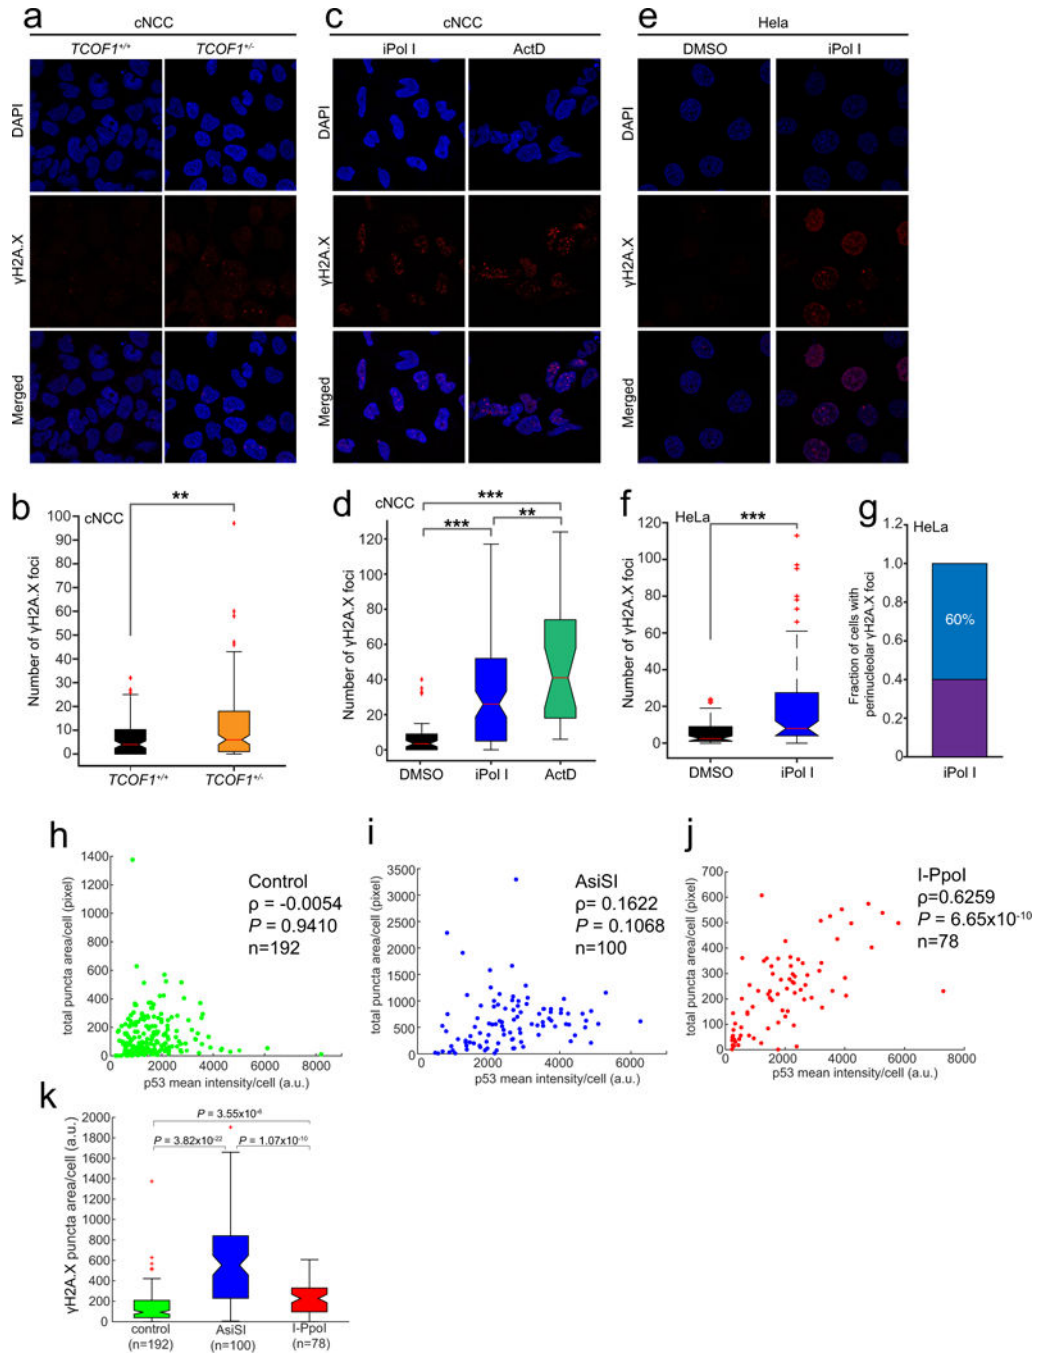 a
cNCC
TCOF1+/+ TCOF1+/-
DAPI
γH2A.X
Merged
c
cNCC
iPol I ActD
DAPI
γH2A.X
Merged
e
Hela
DMSO iPol I
DAPI
γH2A.X
Merged
b
cNCC
**
Number of γH2A.X foci
100
90
80
70
60
50
40
30
20
10
0
TCOF1+/+ TCOF1+/-
d
cNCC
***
*** **
Number of γH2A.X foci
120
100
80
60
40
20
0
DMSO iPol I ActD
f
HeLa
***
Number of γH2A.X foci
120
100
80
60
40
20
0
DMSO iPol I
g
HeLa
Fraction of cells with
perinucleolar γH2A.X foci
1.2
1.0
0.8
0.6
0.4
0.2
0
60%
iPol I
h
total puncta area/cell (pixel)
1400
1200
1000
800
600
400
200
0
Control
ρ = -0.0054
P = 0.9410
n=192
0 2000 4000 6000 8000
p53 mean intensity/cell (a.u.)
i
total puncta area/cell (pixel)
3500
3000
2500
2000
1500
1000
500
0
AsiSI
ρ= 0.1622
P = 0.1068
n=100
0 2000 4000 6000
p53 mean intensity/cell (a.u.)
j
total puncta area/cell (pixel)
700
600
500
400
300
200
100
0
I-PpoI
ρ=0.6259
P = 6.65x10-10
n=78
0 2000 4000 6000 8000
p53 mean intensity/cell (a.u.)
k
γH2A.X puncta area/cell (a.u.)
2000
1800
1600
1400
1200
1000
800
600
400
200
0
P = 3.82x10-22 P = 1.07x10-10
control AsiSI I-PpoI
(n=192) (n=100) (n=78)